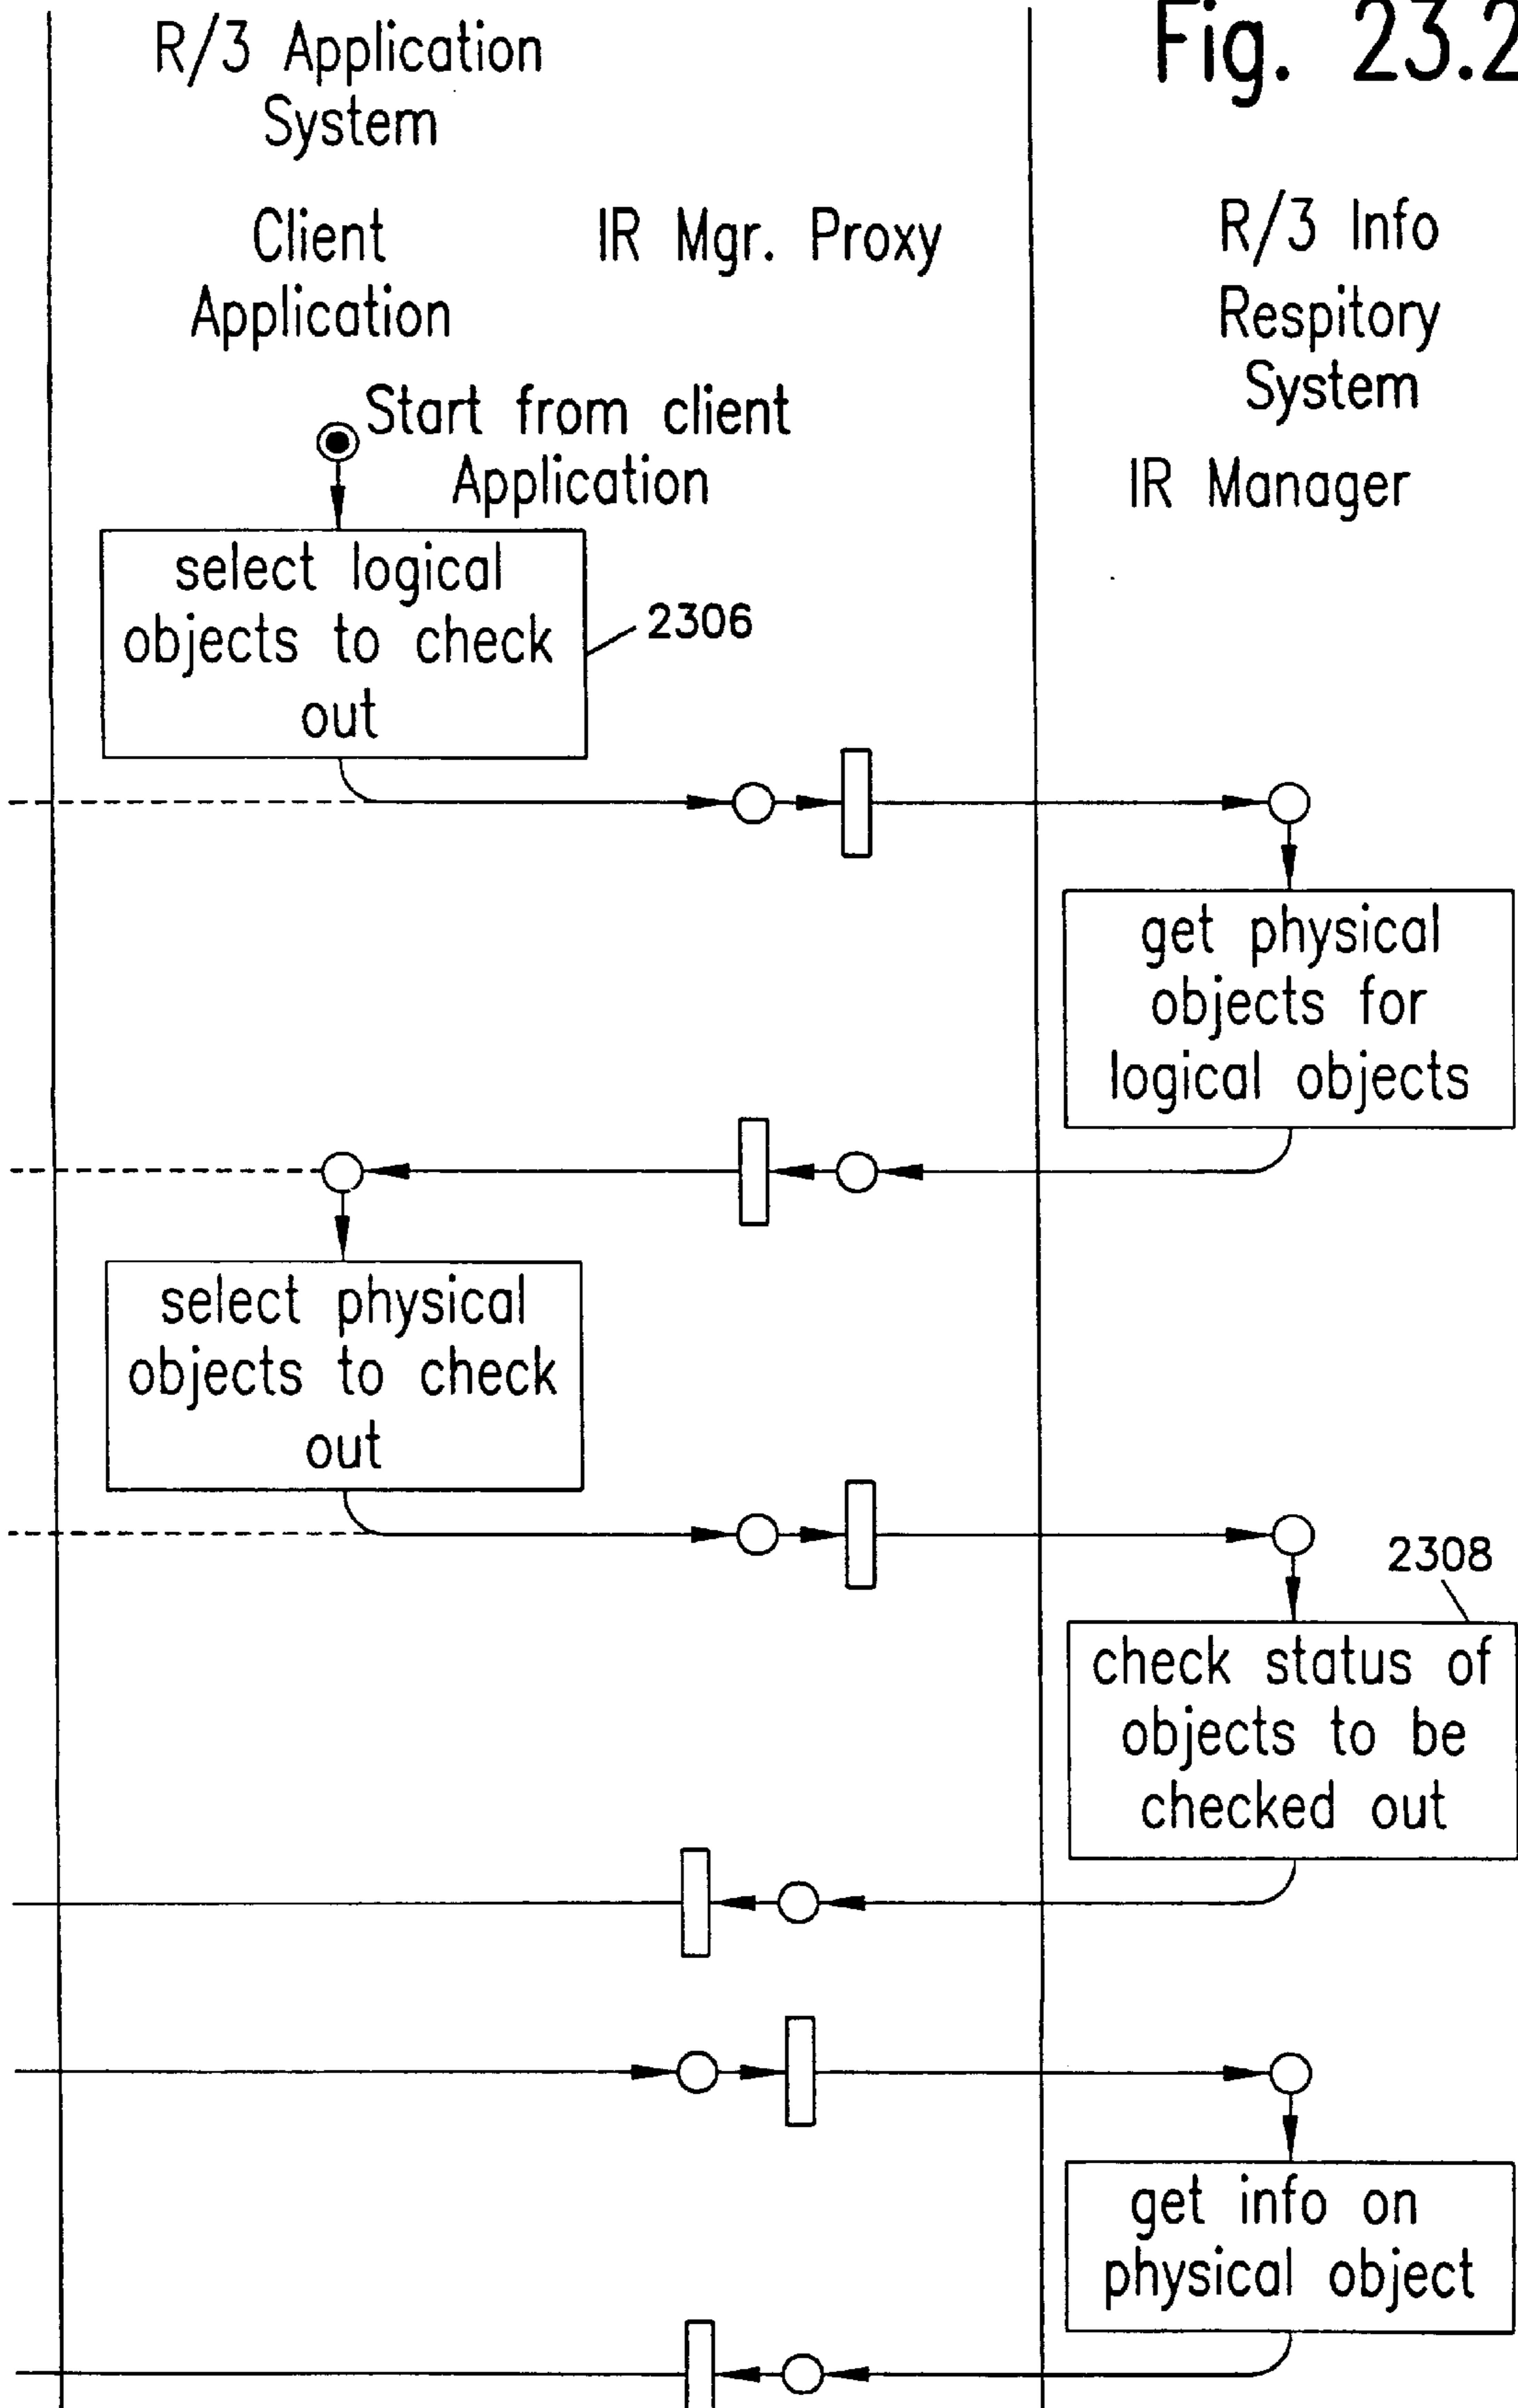 Fig. 23.2
R/3 Application
System
Client
Application
IR Mgr. Proxy
R/3 Info
Respitory
System
IR Manager
Start from client
Application
select logical
objects to check
out
2306
get physical
objects for
logical objects
select physical
objects to check
out
2308
check status of
objects to be
checked out
get info on
physical object